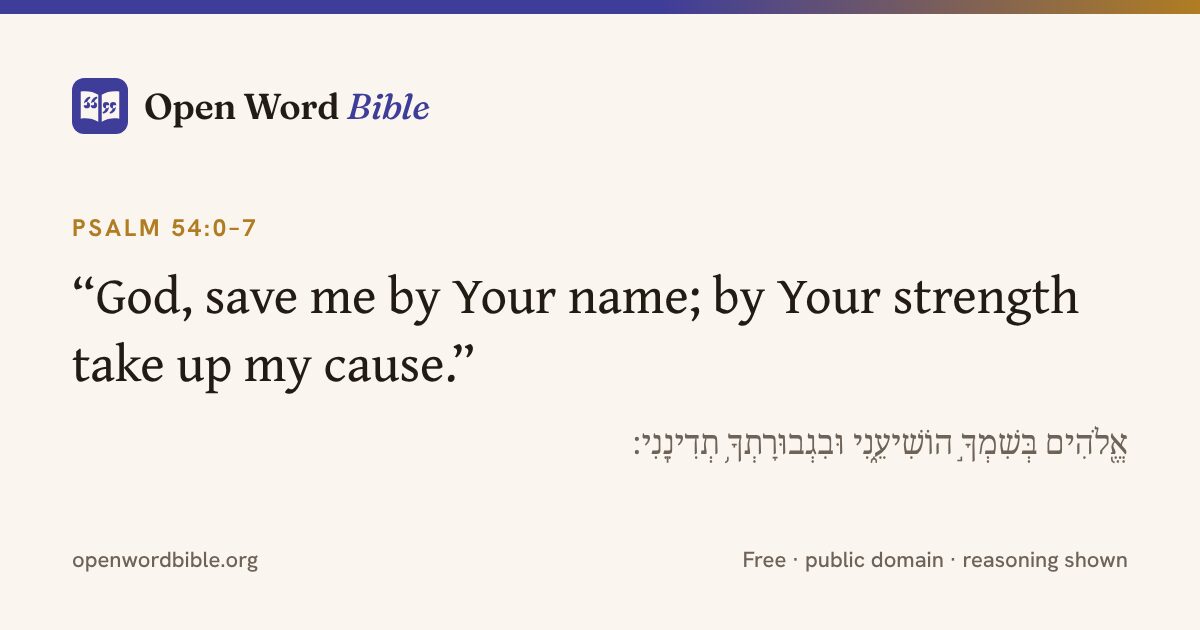 Open Word Bible
PSALM 54:0–7
“God, save me by Your name; by Your strength
take up my cause.”
אֱ‍ֽלֹהִים בְּשִׁמְךָ֣ הוֹשִׁיעֵ֑נִי וּבִגְבוּרָתְךָ֥ תְדִינֵֽנִי׃
openwordbible.org
Free · public domain · reasoning shown